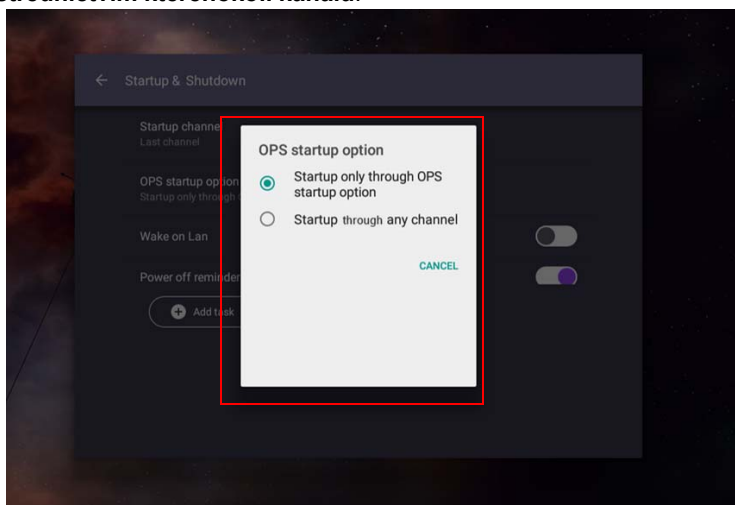 Startup & Shutdown
Startup channel
Last channel
OPS startup option
Startup only through
Wake on Lan
Power off reminder
Add task
OPS startup option
Startup only through OPS
startup option
Startup through any channel
CANCEL